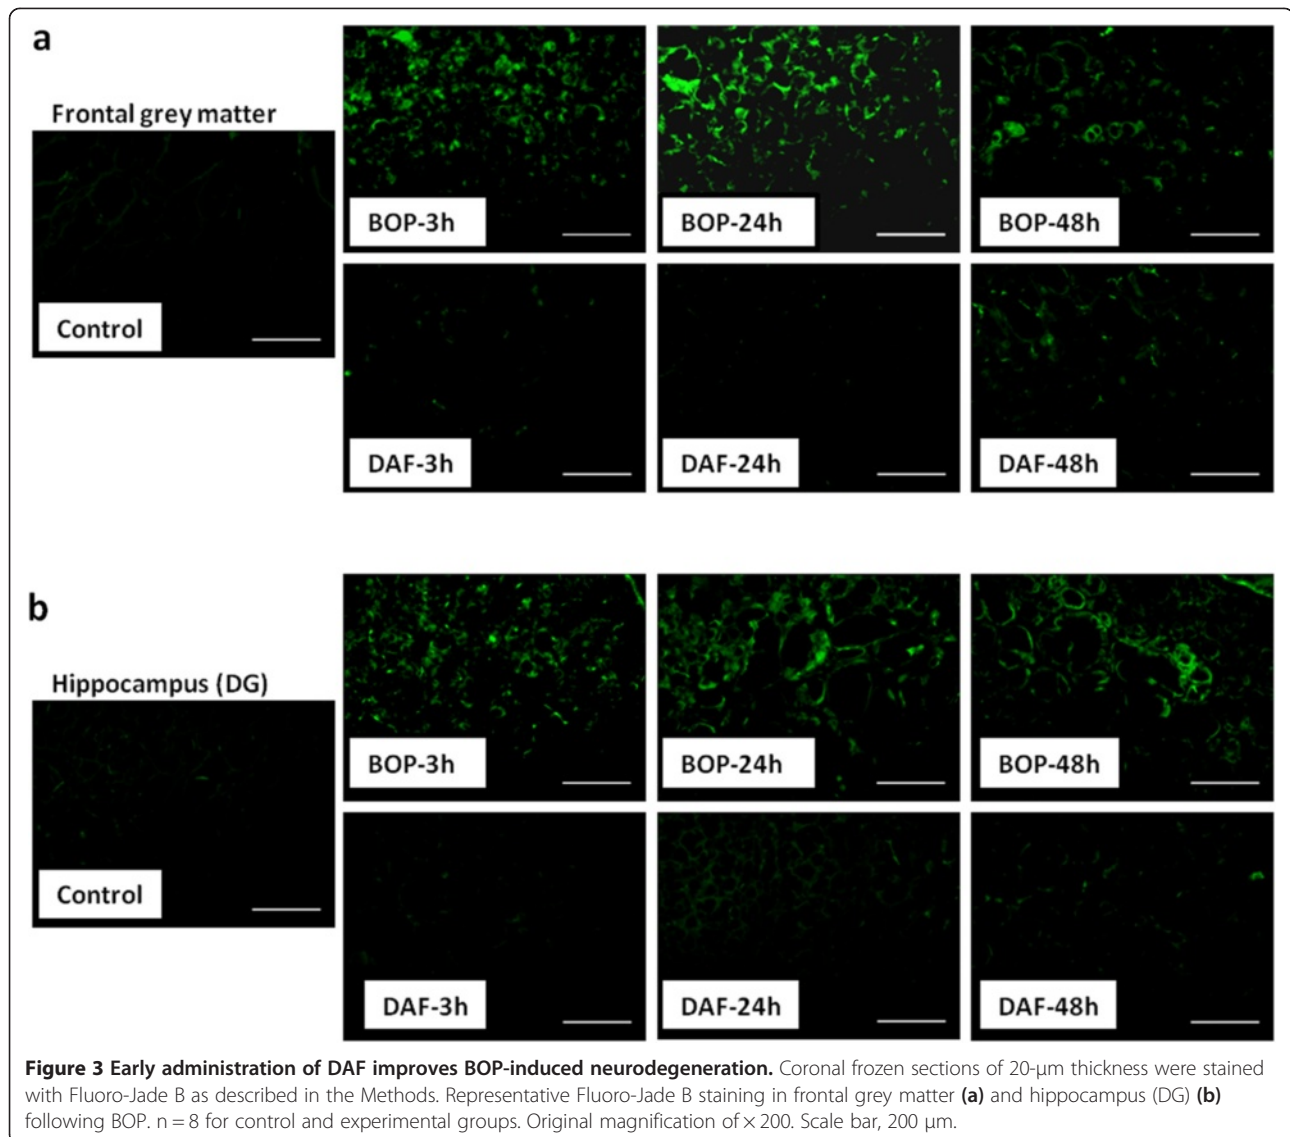 a
Frontal grey matter
Control
BOP-3h
BOP-24h
BOP-48h
DAF-3h
DAF-24h
DAF-48h
b
Hippocampus (DG)
Control
BOP-3h
BOP-24h
BOP-48h
DAF-3h
DAF-24h
DAF-48h
Figure 3 Early administration of DAF improves BOP-induced neurodegeneration. Coronal frozen sections of 20-μm thickness were stained
with Fluoro-Jade B as described in the Methods. Representative Fluoro-Jade B staining in frontal grey matter (a) and hippocampus (DG) (b)
following BOP. n = 8 for control and experimental groups. Original magnification of × 200. Scale bar, 200 μm.